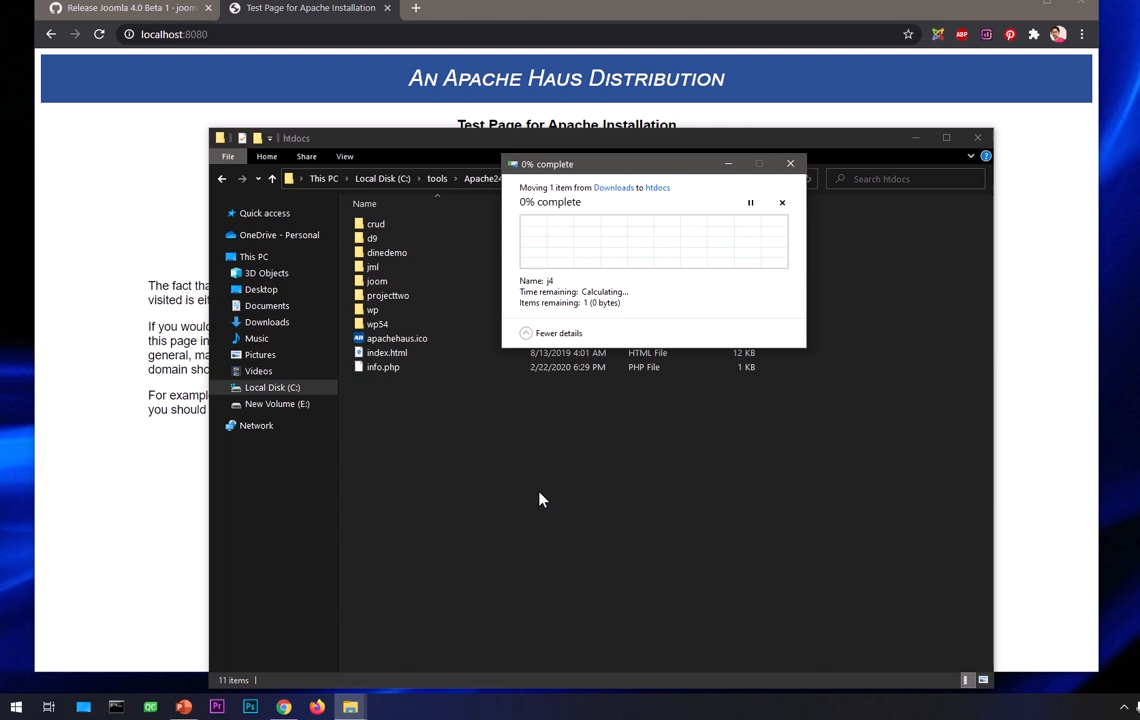 Release Joomla 4.0 Beta 1 - joom
Test Page for Apache Installation
localhost:8080
ABP
AN APACHE HAUS DISTRIBUTION
Test Page for Apache Installation
The fact tha
visited is eit
If you would
this page in
general, ma
domain sho
For example
you should
htdocs
File
Home
Share
View
This PC
Local Disk (C:)
tools
Apache24
Search htdocs
Quick access
OneDrive - Personal
This PC
3D Objects
Desktop
Documents
Downloads
Music
Pictures
Videos
Local Disk (C:)
New Volume (E:)
Network
Name
crud
d9
dinedemo
jml
joom
projecttwo
wp
wp54
apachehaus.ico
index.html 8/13/2019 4:01 AM HTML File 12 KB
info.php 2/22/2020 6:29 PM PHP File 1 KB
0% complete
Moving 1 item from Downloads to htdocs
0% complete
Name: j4
Time remaining: Calculating...
Items remaining: 1 (0 bytes)
Fewer details
11 items
QC
Pr
Ps